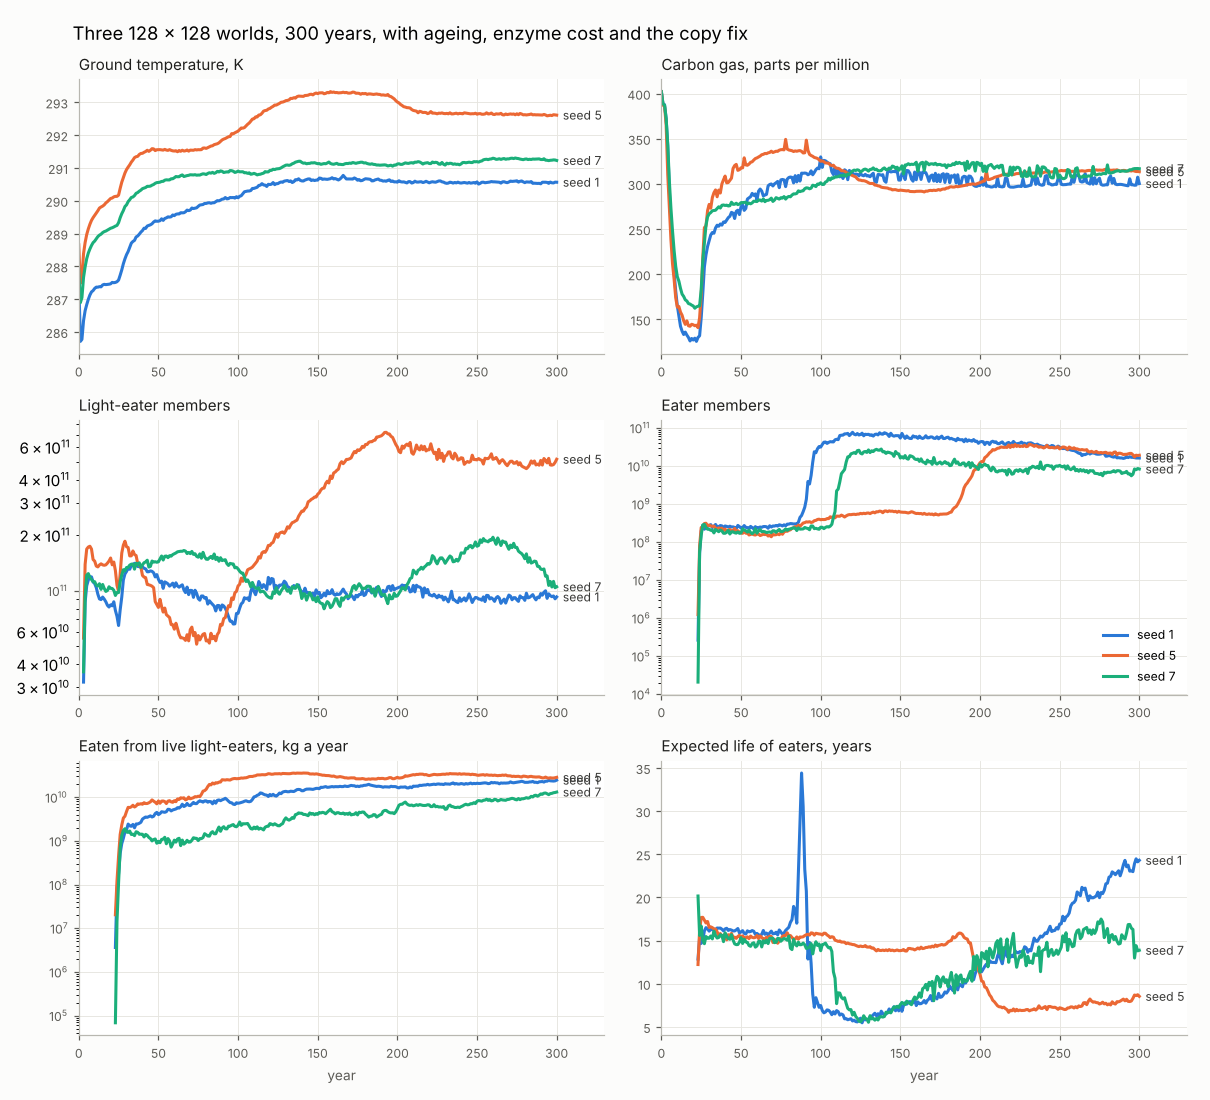 Three 128 × 128 worlds, 300 years, with ageing, enzyme cost and the copy fix
Ground temperature, K
293
292
291
290
289
288
287
286
0 50 100 150 200 250 300
seed 5
seed 7
seed 1
Carbon gas, parts per million
400
350
300
250
200
150
0 50 100 150 200 250 300
seed 7
seed 5
seed 1
Light-eater members
6 × 10¹¹
4 × 10¹¹
3 × 10¹¹
2 × 10¹¹
10¹¹
6 × 10¹⁰
4 × 10¹⁰
3 × 10¹⁰
0 50 100 150 200 250 300
seed 5
seed 7
seed 1
Eater members
10¹¹
10¹⁰
10⁹
10⁸
10⁷
10⁶
10⁵
10⁴
0 50 100 150 200 250 300
seed 5
seed 1
seed 7
seed 1
seed 5
seed 7
Eaten from live light-eaters, kg a year
10¹⁰
10⁹
10⁸
10⁷
10⁶
10⁵
0 50 100 150 200 250 300
year
seed 5
seed 1
seed 7
Expected life of eaters, years
35
30
25
20
15
10
5
0 50 100 150 200 250 300
year
seed 1
seed 7
seed 5